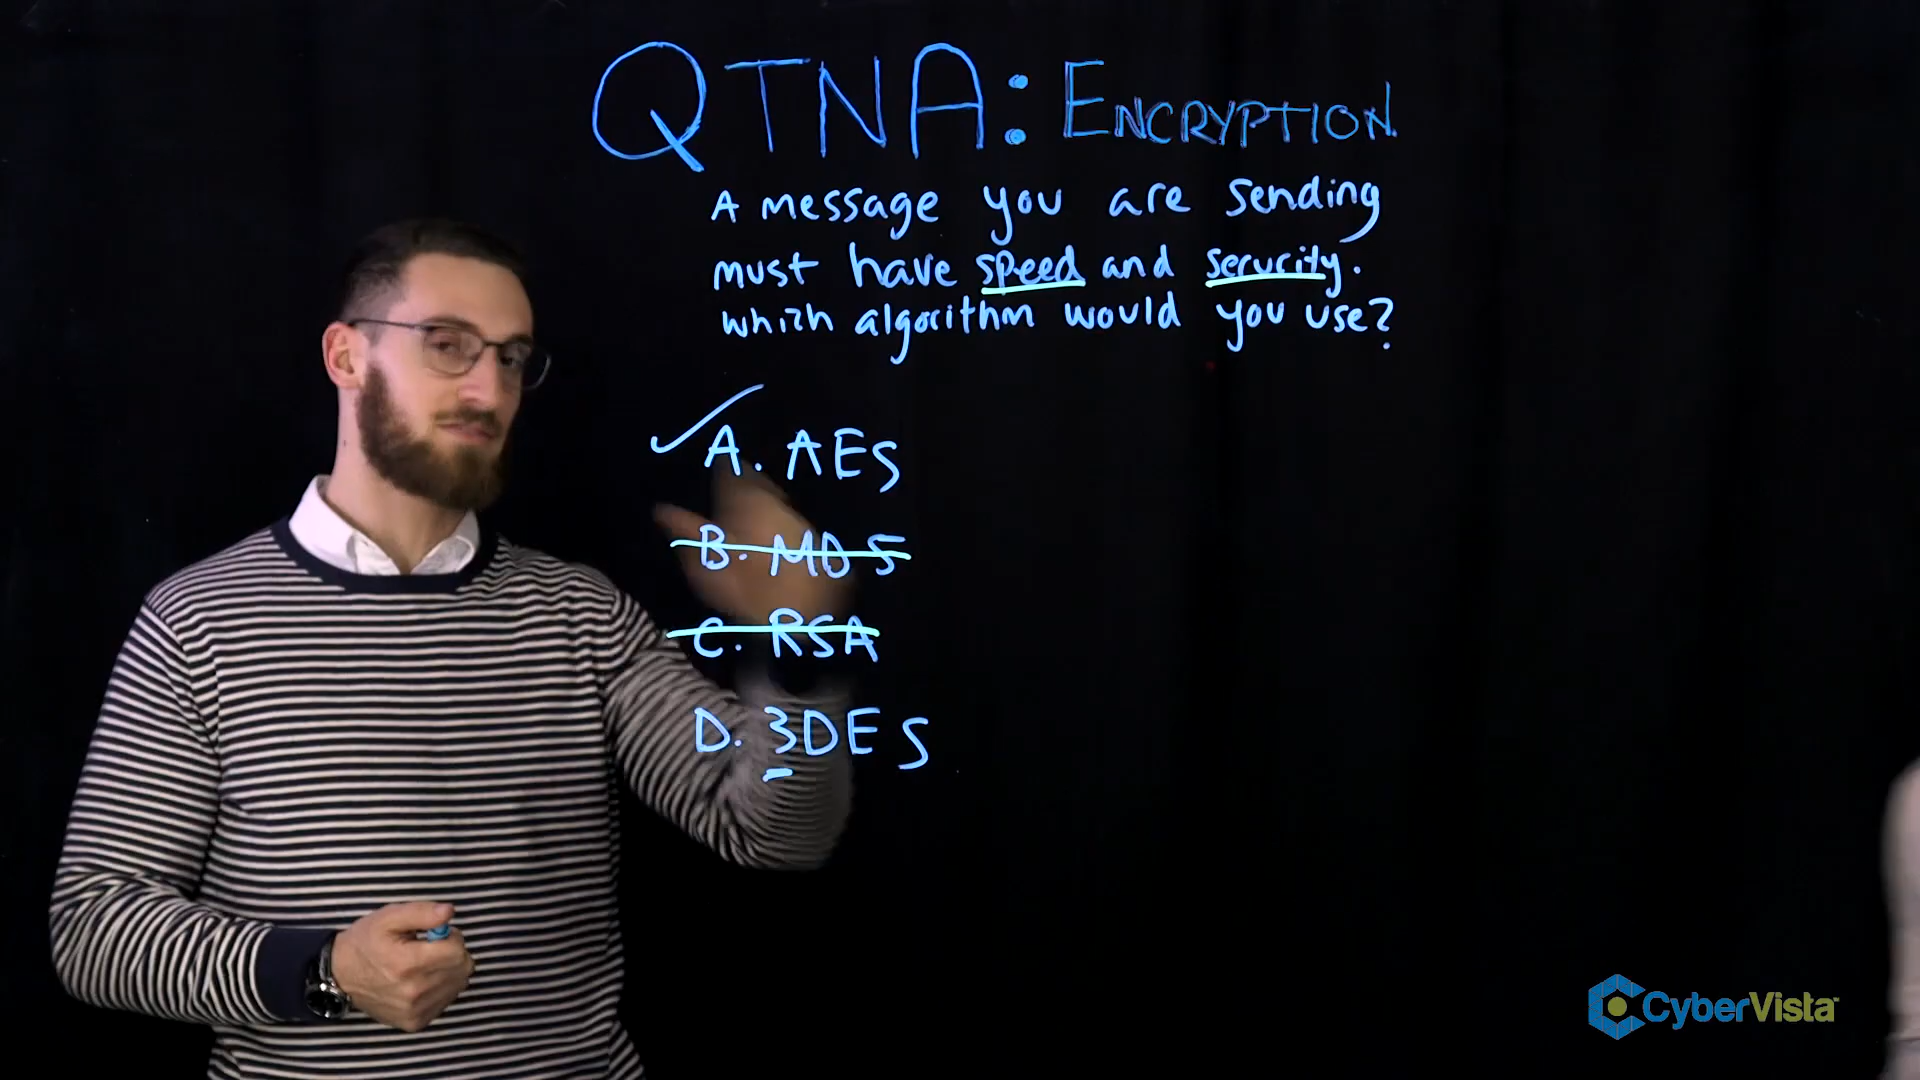 QTNA: ENCRYPTION
A message you are sending
must have speed and serucity.
which algorithm would you use?
✓ A. AES
B. MD5
C. RSA
D. 3DES
CyberVista